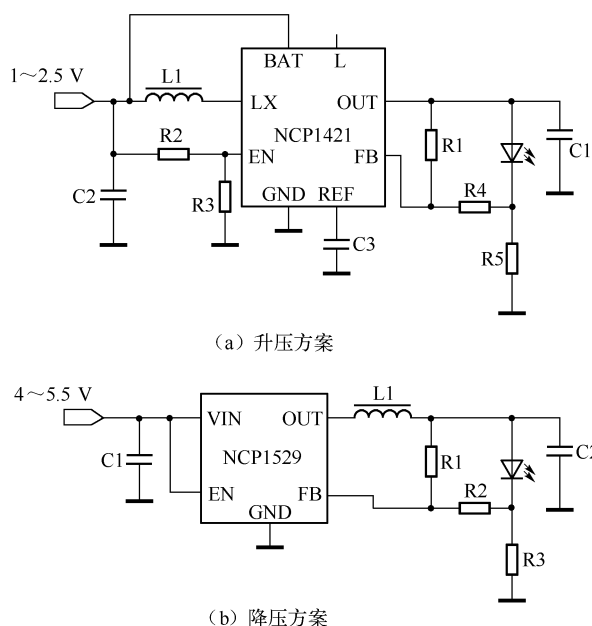 BAT L
1～2.5 V
L1
LX OUT
NCP1421
R2
EN FB
R1
C1
C2
R3
GND REF
R4
C3
R5
（a）升压方案
4～5.5 V
L1
VIN OUT
C1
NCP1529
R1
C2
EN FB
R2
GND
R3
（b）降压方案